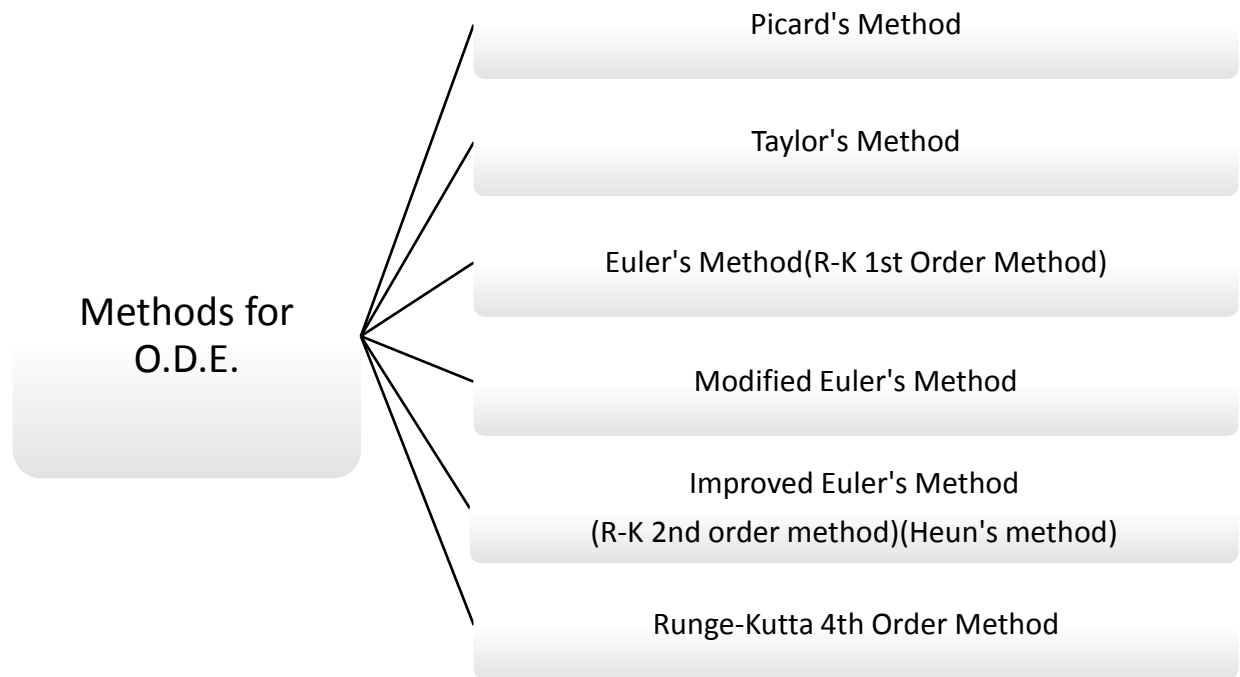 Picard's Method
Taylor's Method
Euler's Method(R-K 1st Order Method)
Methods for
O.D.E.
Modified Euler's Method
Improved Euler's Method
(R-K 2nd order method)(Heun's method)
Runge-Kutta 4th Order Method